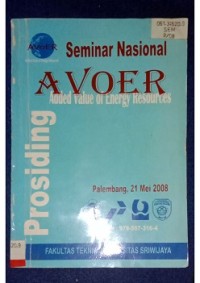 Seminar Nasional
AVOER
Added Value of Energy Resources
Prosiding
Palembang, 21 Mei 2008
FAKULTAS TEKNIK UNIVERSITAS SRIWIJAYA